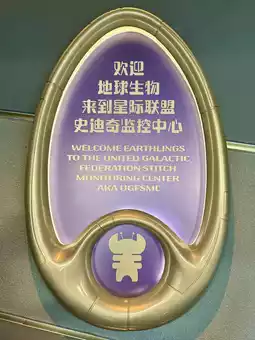 欢迎
地球生物
来到星际联盟
史迪奇监控中心
WELCOME EARTHLINGS
TO THE UNITED GALACTIC
FEDERATION STITCH
MONITORING CENTER
AKA UGFSMC